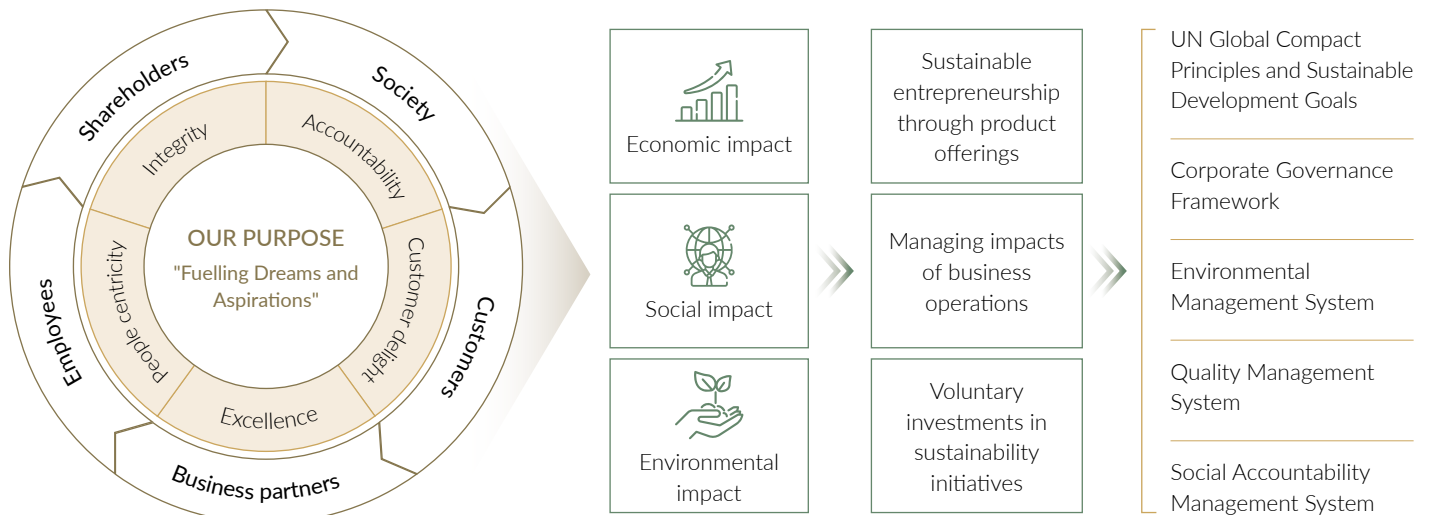 Shareholders
Society
Customers
Business partners
Employees
Integrity
Accountability
Customer delight
Excellence
People centricity
OUR PURPOSE
"Fuelling Dreams and
Aspirations"
Economic impact
Social impact
Environmental
impact
Sustainable
entrepreneurship
through product
offerings
Managing impacts
of business
operations
Voluntary
investments in
sustainability
initiatives
UN Global Compact
Principles and Sustainable
Development Goals
Corporate Governance
Framework
Environmental
Management System
Quality Management
System
Social Accountability
Management System